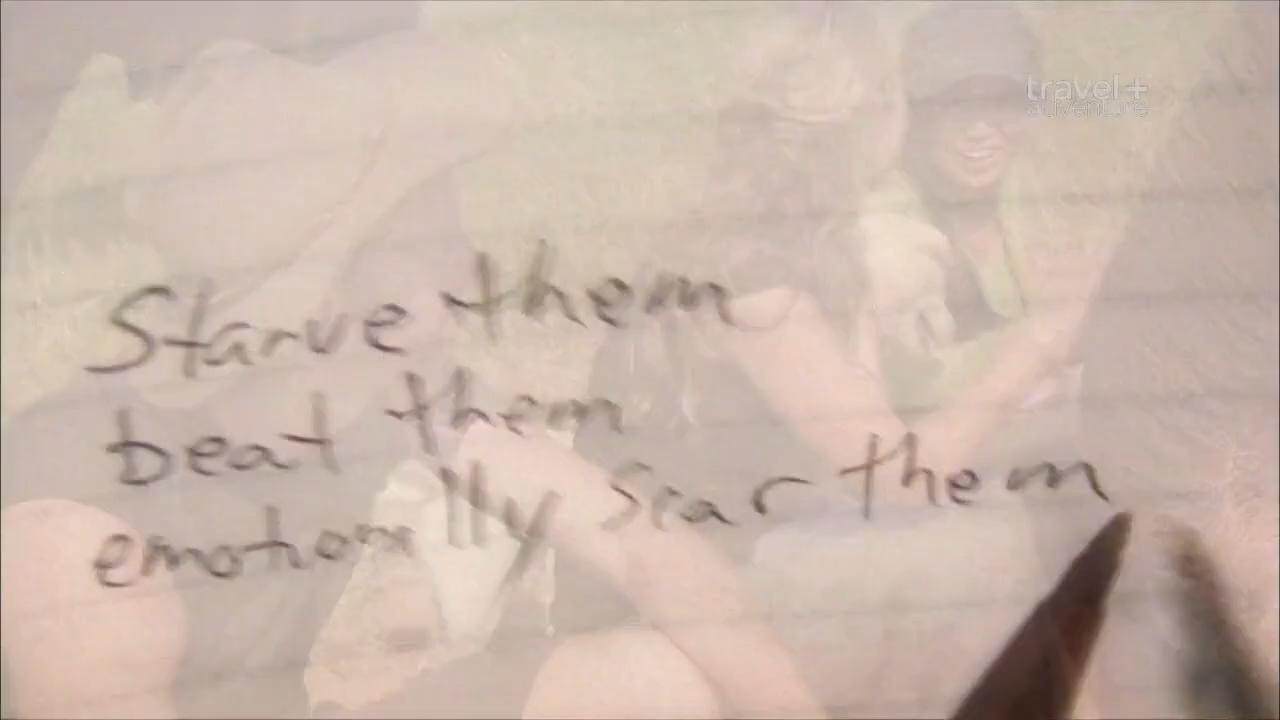 travel+
adventure
Starve them
beat them
emotionally scar them